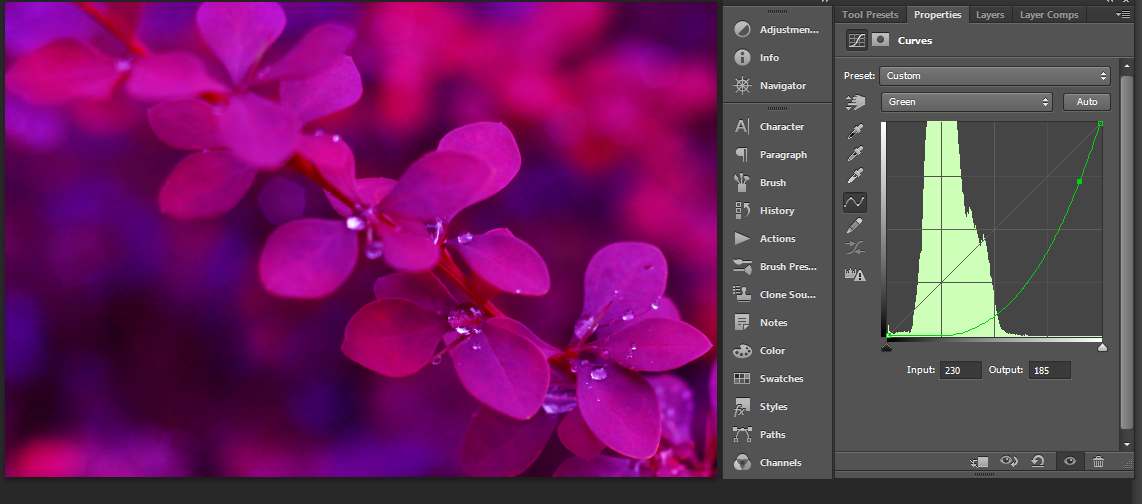 Adjustmen...
Info
Navigator
Character
Paragraph
Brush
History
Actions
Brush Pres...
Clone Sou...
Notes
Color
Swatches
Styles
Paths
Channels
Tool Presets Properties Layers Layer Comps
Curves
Preset: Custom
Green Auto
Input: 230 Output: 185